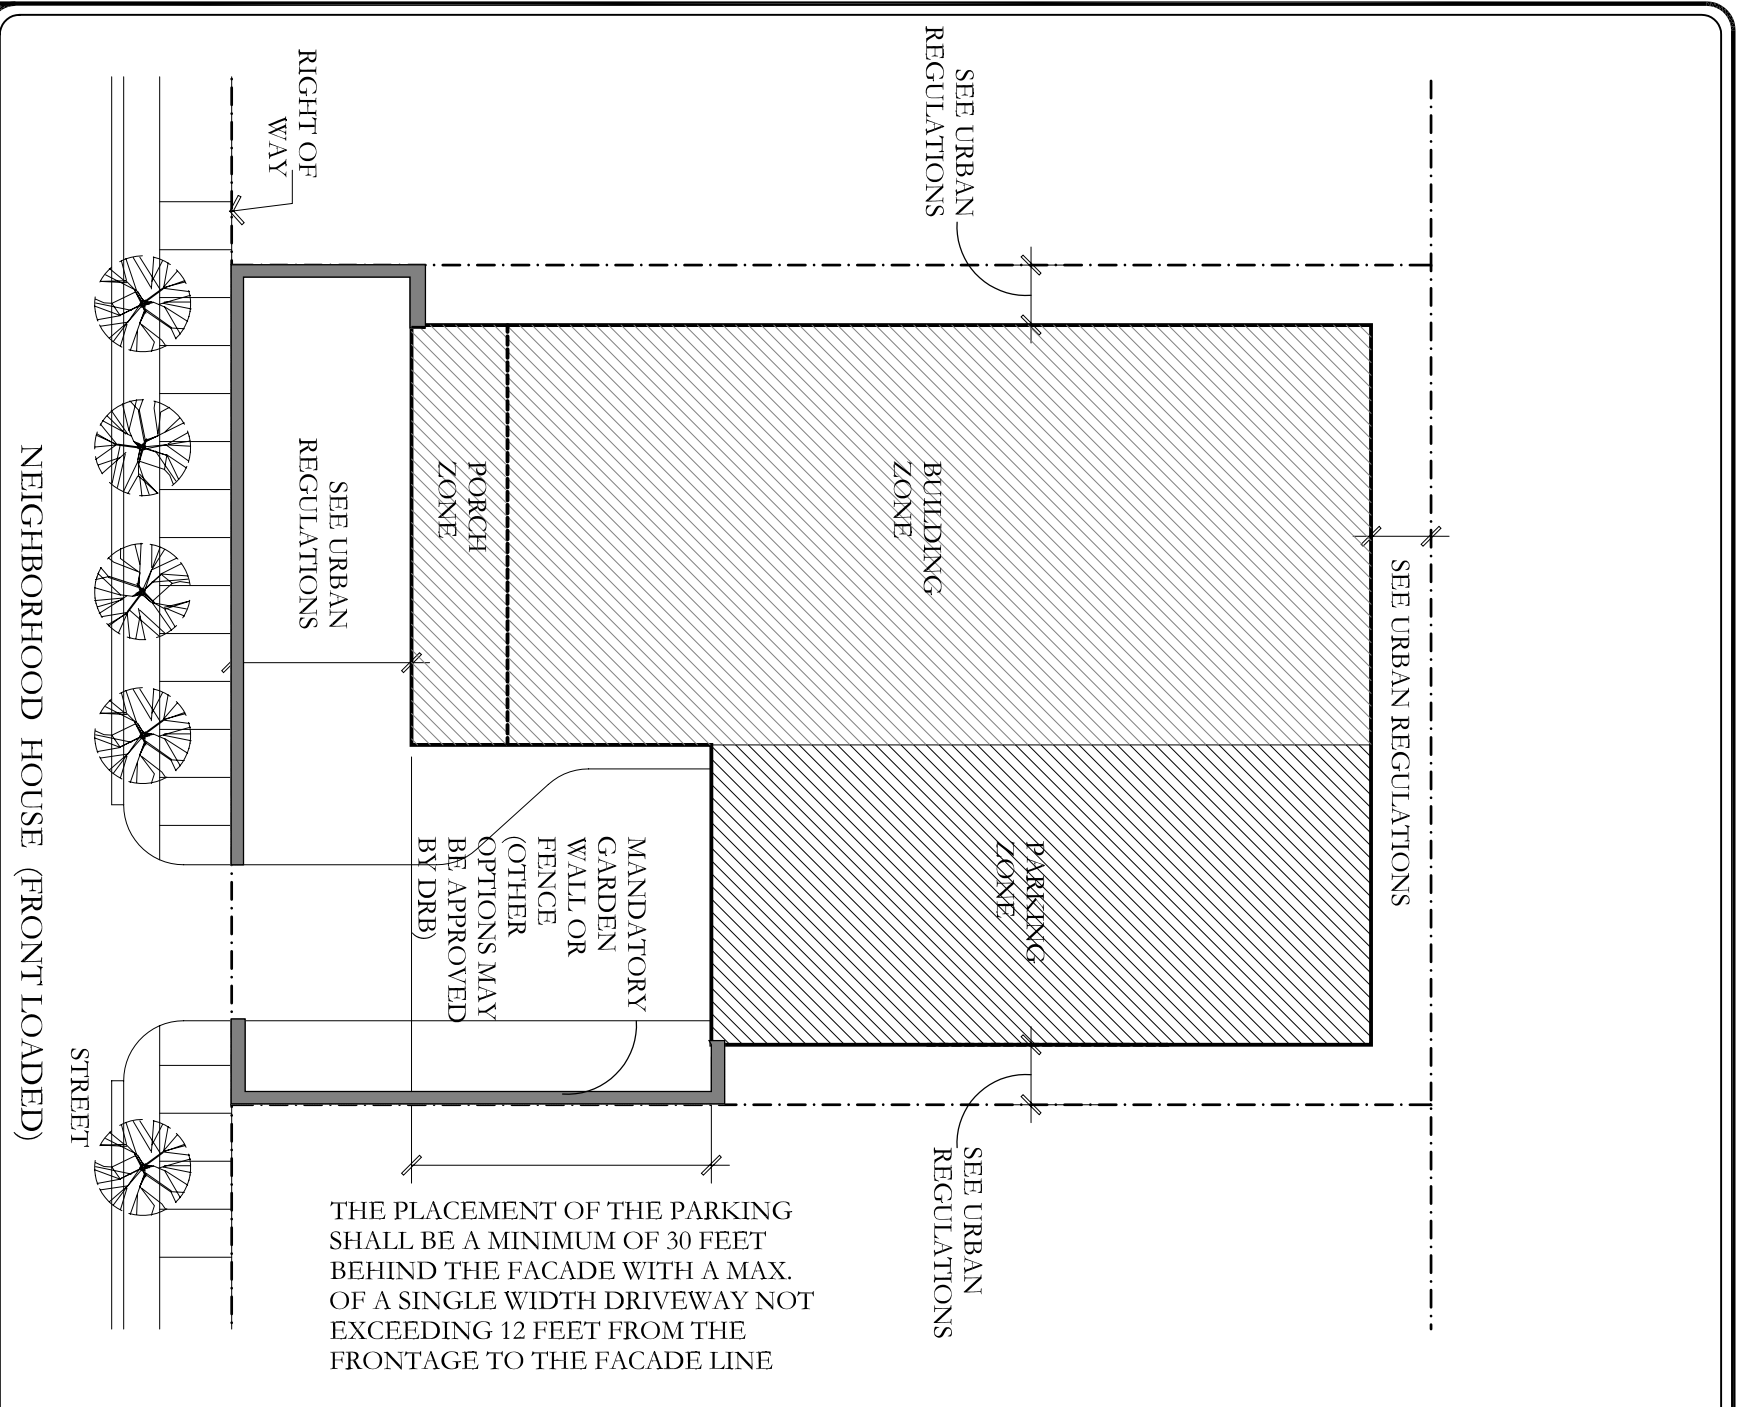 SEE URBAN
REGULATIONS
RIGHT OF
WAY
SEE URBAN REGULATIONS
BUILDING
ZONE
PORCH
ZONE
SEE URBAN
REGULATIONS
PARKING
ZONE
MANDATORY
GARDEN
WALL OR
FENCE
(OTHER
OPTIONS MAY
BE APPROVED
BY DRB)
SEE URBAN
REGULATIONS
STREET
THE PLACEMENT OF THE PARKING
SHALL BE A MINIMUM OF 30 FEET
BEHIND THE FACADE WITH A MAX.
OF A SINGLE WIDTH DRIVEWAY NOT
EXCEEDING 12 FEET FROM THE
FRONTAGE TO THE FACADE LINE
NEIGHBORHOOD HOUSE (FRONT LOADED)